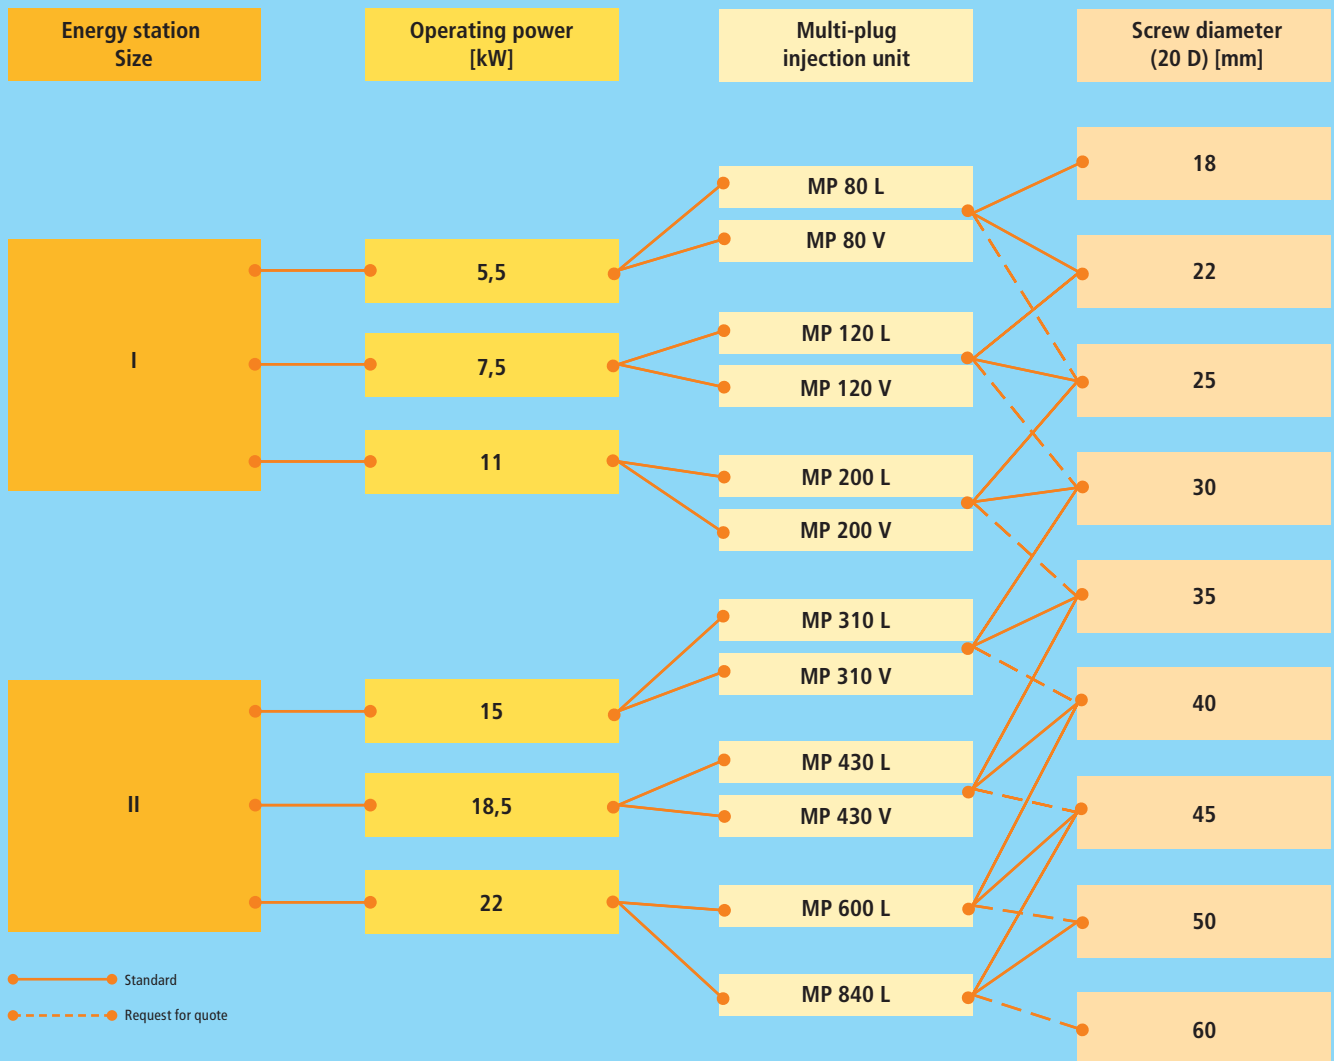 Energy station
Size
Operating power
[kW]
Multi-plug
injection unit
Screw diameter
(20 D) [mm]
I
5,5
7,5
11
II
15
18,5
22
MP 80 L
MP 80 V
MP 120 L
MP 120 V
MP 200 L
MP 200 V
MP 310 L
MP 310 V
MP 430 L
MP 430 V
MP 600 L
MP 840 L
18
22
25
30
35
40
45
50
60
Standard
Request for quote